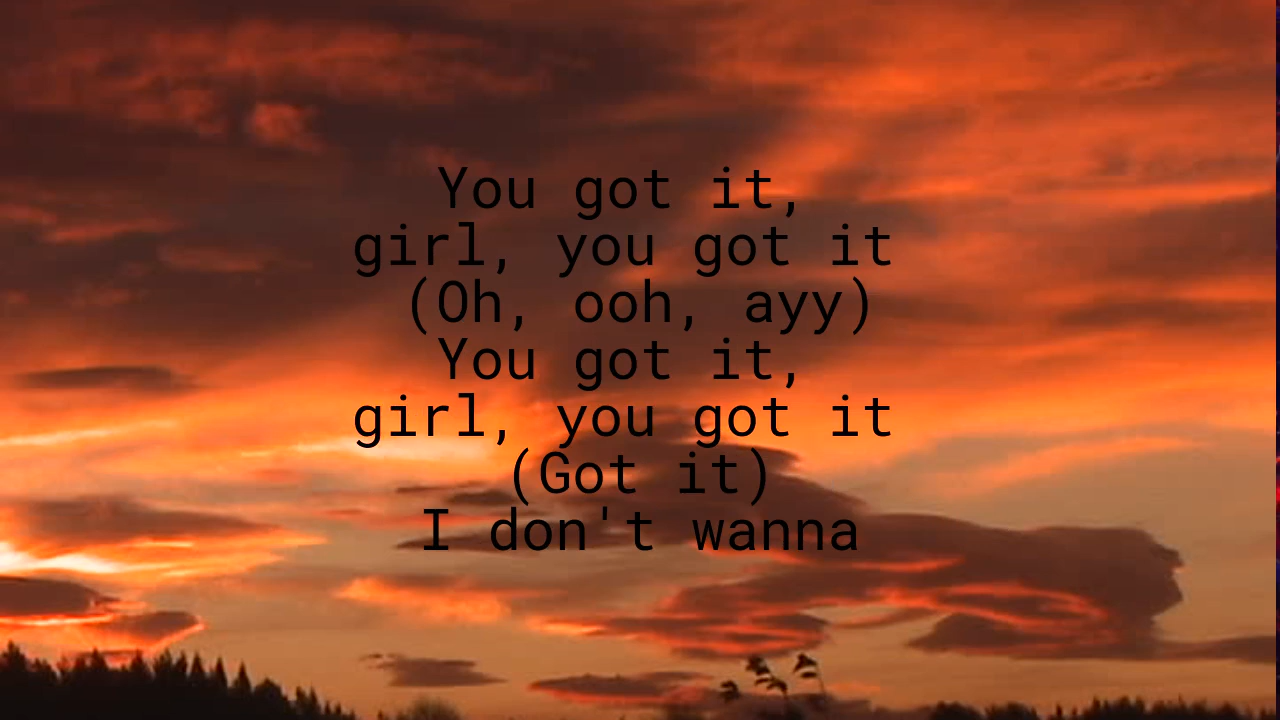 You got it,
girl, you got it
(Oh, ooh, ayy)
You got it,
girl, you got it
(Got it)
I don't wanna